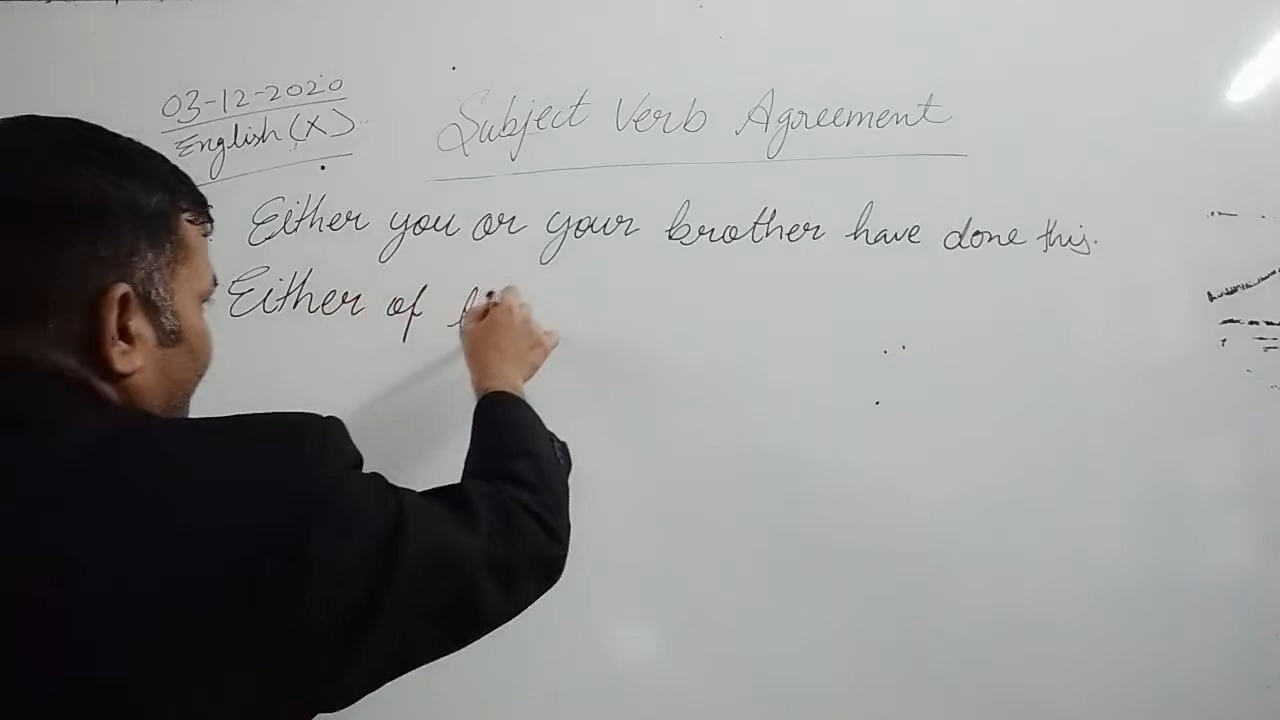 03-12-2020
English (X)
Subject Verb Agreement
Either you or your brother have done this.
Either of